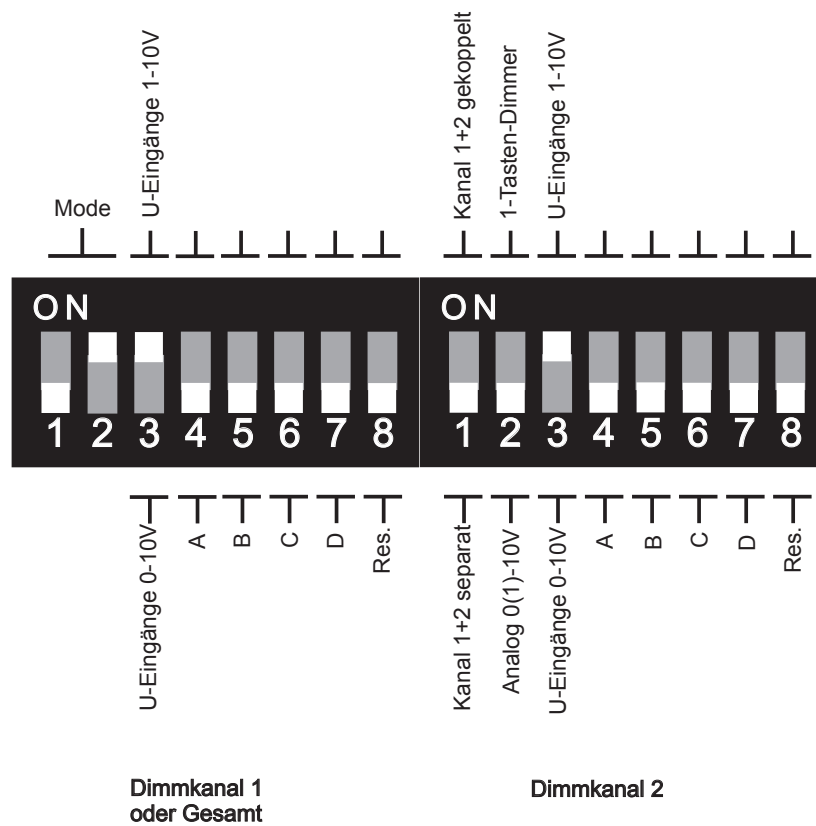 Mode
U-Eingänge 1-10V
Kanal 1+2 gekoppelt
1-Tasten-Dimmer
U-Eingänge 1-10V
ON
1 2 3 4 5 6 7 8
ON
1 2 3 4 5 6 7 8
U-Eingänge 0-10V
A
B
C
D
Res.
Kanal 1+2 separat
Analog 0(1)-10V
U-Eingänge 0-10V
A
B
C
D
Res.
Dimmkanal 1
oder Gesamt
Dimmkanal 2